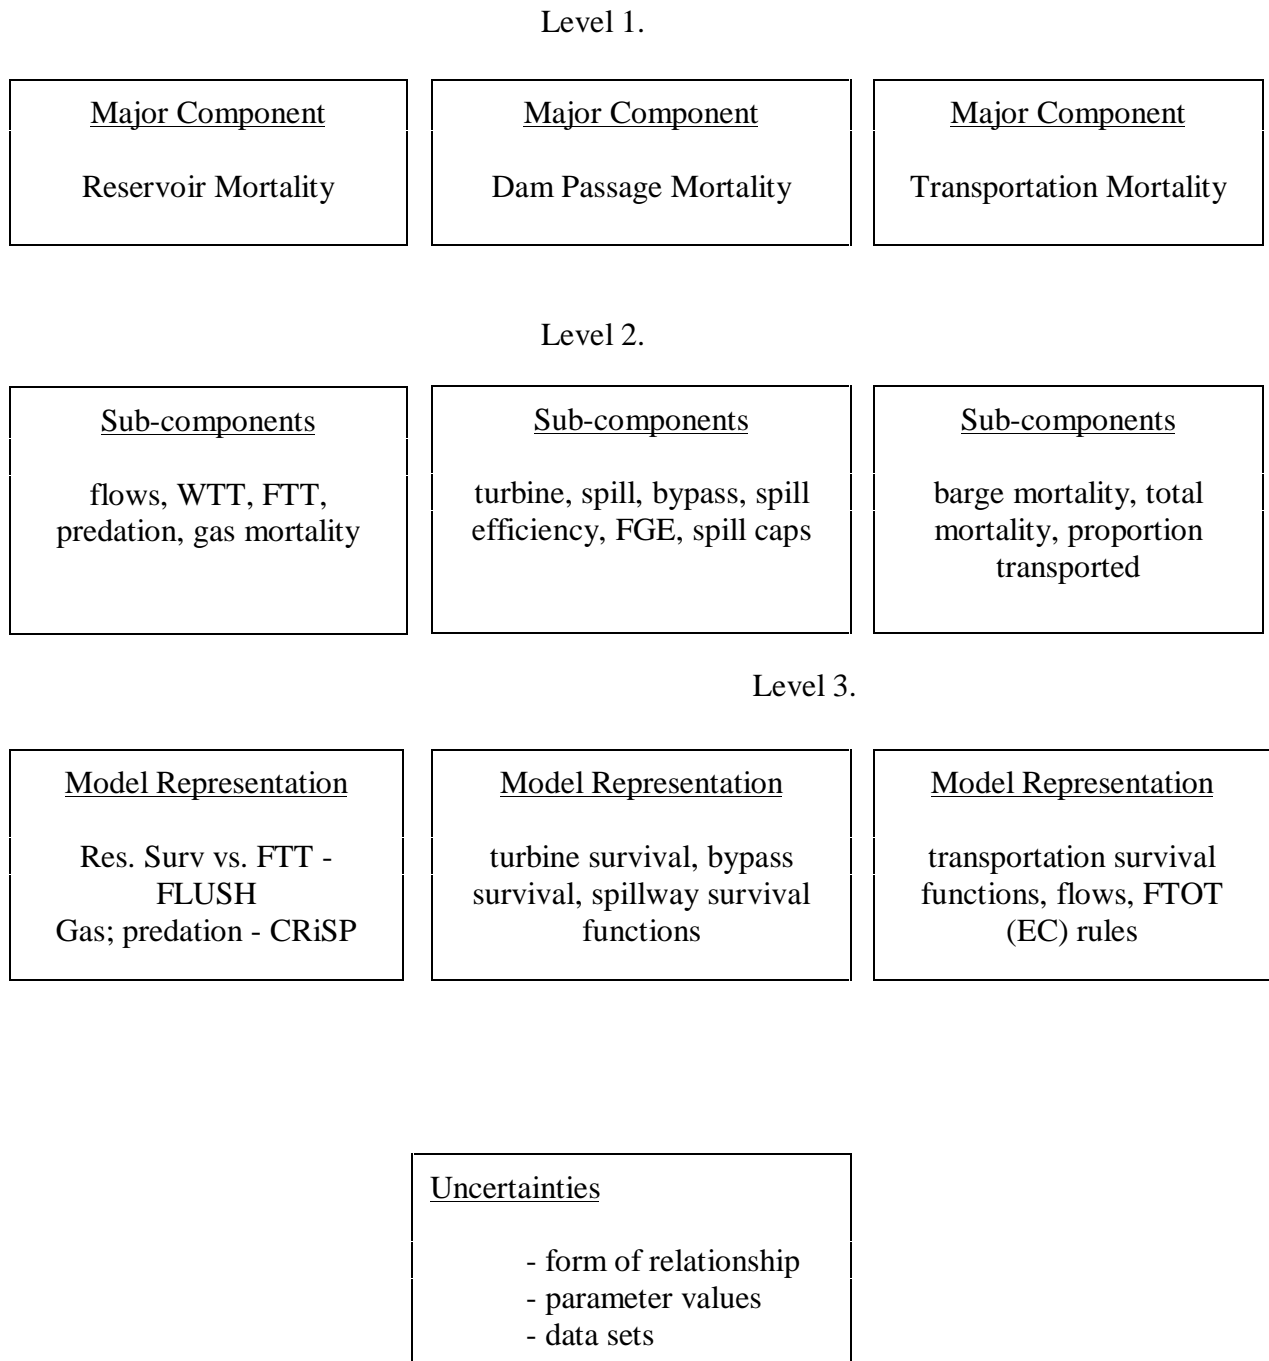 Level 1.
Major Component
Reservoir Mortality
Major Component
Dam Passage Mortality
Major Component
Transportation Mortality
Level 2.
Sub-components
flows, WTT, FTT,
predation, gas mortality
Sub-components
turbine, spill, bypass, spill
efficiency, FGE, spill caps
Sub-components
barge mortality, total
mortality, proportion
transported
Level 3.
Model Representation
Res. Surv vs. FTT -
FLUSH
Gas; predation - CRiSP
Model Representation
turbine survival, bypass
survival, spillway survival
functions
Model Representation
transportation survival
functions, flows, FTOT
(EC) rules
Uncertainties
- form of relationship
- parameter values
- data sets